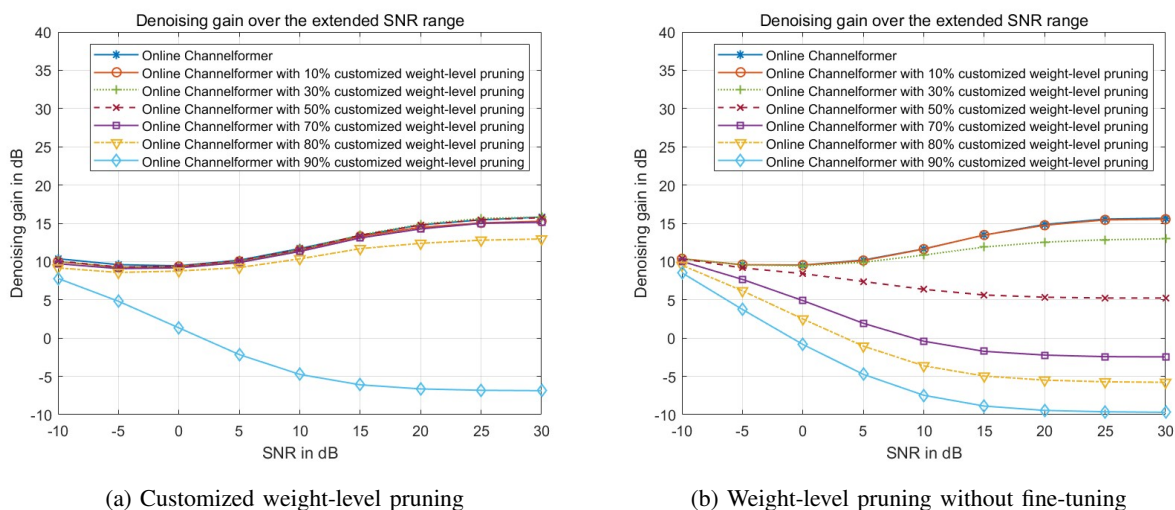 Denoising gain over the extended SNR range
40
35
30
25
20
15
10
5
0
-5
-10
Denoising gain in dB
Online Channelformer
Online Channelformer with 10% customized weight-level pruning
Online Channelformer with 30% customized weight-level pruning
Online Channelformer with 50% customized weight-level pruning
Online Channelformer with 70% customized weight-level pruning
Online Channelformer with 80% customized weight-level pruning
Online Channelformer with 90% customized weight-level pruning
-10 -5 0 5 10 15 20 25 30
SNR in dB
(a) Customized weight-level pruning
Denoising gain over the extended SNR range
40
35
30
25
20
15
10
5
0
-5
-10
Denoising gain in dB
Online Channelformer
Online Channelformer with 10% customized weight-level pruning
Online Channelformer with 30% customized weight-level pruning
Online Channelformer with 50% customized weight-level pruning
Online Channelformer with 70% customized weight-level pruning
Online Channelformer with 80% customized weight-level pruning
Online Channelformer with 90% customized weight-level pruning
-10 -5 0 5 10 15 20 25 30
SNR in dB
(b) Weight-level pruning without fine-tuning